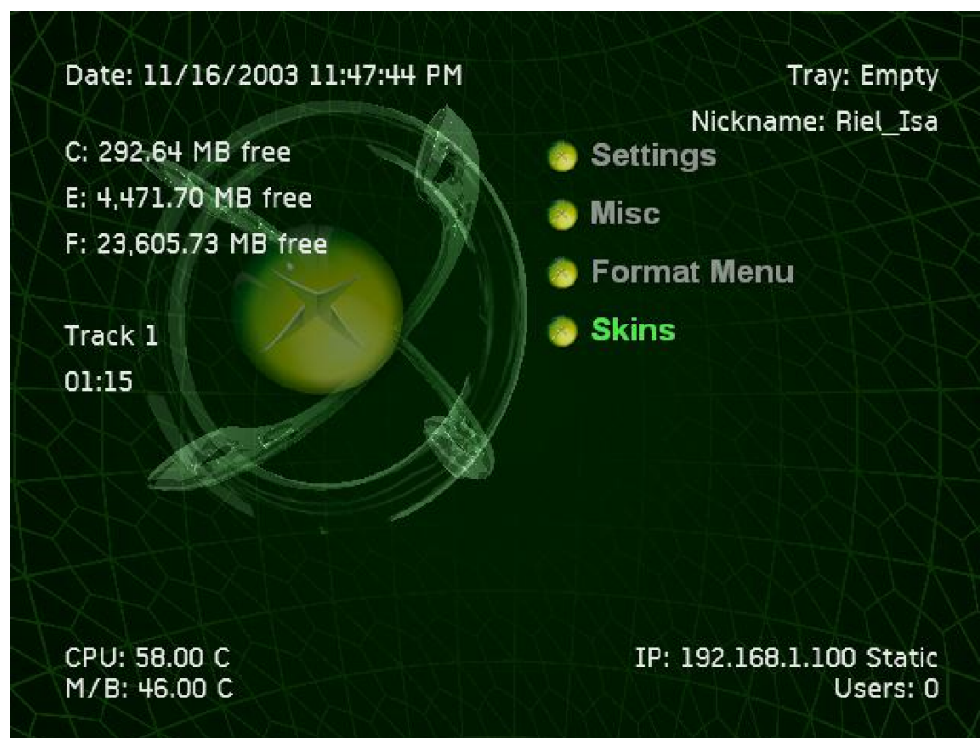 Date: 11/16/2003 11:47:44 PM
Tray: Empty
Nickname: Riel_Isa
C: 292.64 MB free
E: 4,471.70 MB free
F: 23,605.73 MB free
Settings
Misc
Format Menu
Skins
Track 1
01:15
CPU: 58.00 C
M/B: 46.00 C
IP: 192.168.1.100 Static
Users: 0